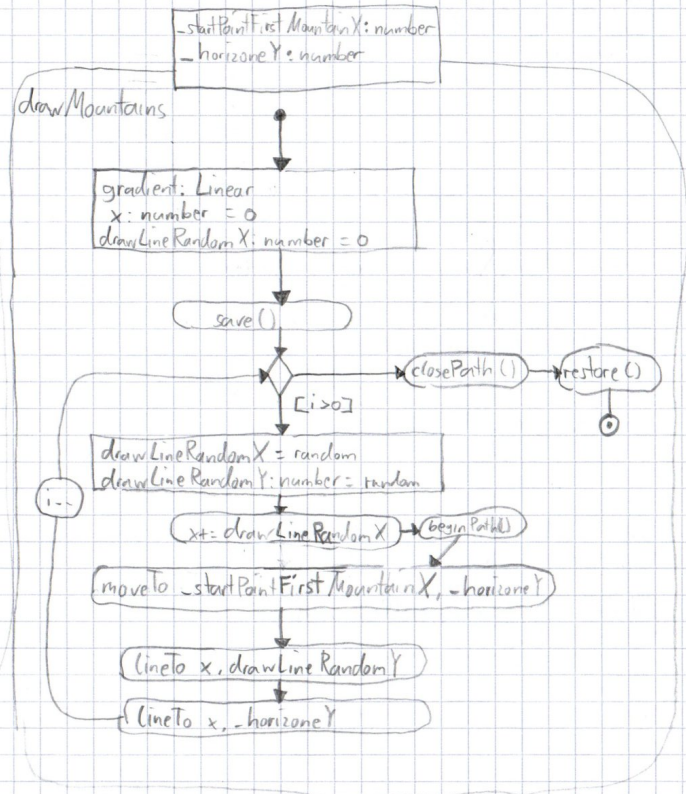 _startPointFirstMountainX: number
_horizoneY: number
drawMountains
gradient: Linear
x: number = 0
drawLineRandomX: number = 0
save()
closePath()
restore()
[i>0]
drawLineRandomX = random
drawLineRandomY: number = random
i--
x+= drawLineRandomX
beginPath()
moveTo _startPointFirstMountainX, _horizoneY
lineTo x, drawLineRandomY
lineTo x, _horizoneY